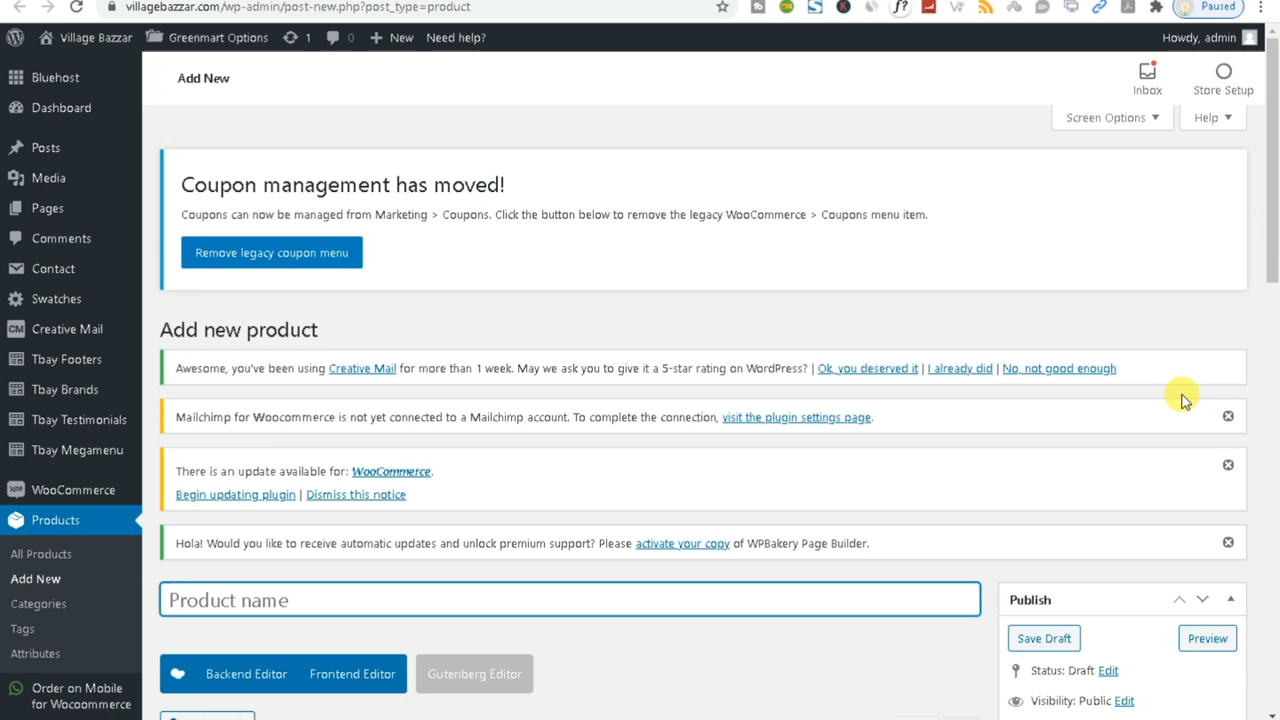 villagebazzar.com/wp-admin/post-new.php?post_type=product
Paused
Village Bazzar
Greenmart Options
1
0
New
Need help?
Howdy, admin
Bluehost
Dashboard
Posts
Media
Pages
Comments
Contact
Swatches
Creative Mail
Tbay Footers
Tbay Brands
Tbay Testimonials
Tbay Megamenu
WooCommerce
Products
All Products
Add New
Categories
Tags
Attributes
Order on Mobile
for Wocoommerce
Add New
Inbox
Store Setup
Screen Options
Help
Coupon management has moved!
Coupons can now be managed from Marketing > Coupons. Click the button below to remove the legacy WooCommerce > Coupons menu item.
Remove legacy coupon menu
Add new product
Awesome, you've been using Creative Mail for more than 1 week. May we ask you to give it a 5-star rating on WordPress? | Ok, you deserved it | I already did | No, not good enough
Mailchimp for Woocommerce is not yet connected to a Mailchimp account. To complete the connection, visit the plugin settings page.
There is an update available for: WooCommerce.
Begin updating plugin | Dismiss this notice
Hola! Would you like to receive automatic updates and unlock premium support? Please activate your copy of WPBakery Page Builder.
Product name
Backend Editor
Frontend Editor
Gutenberg Editor
Publish
Save Draft
Preview
Status: Draft Edit
Visibility: Public Edit